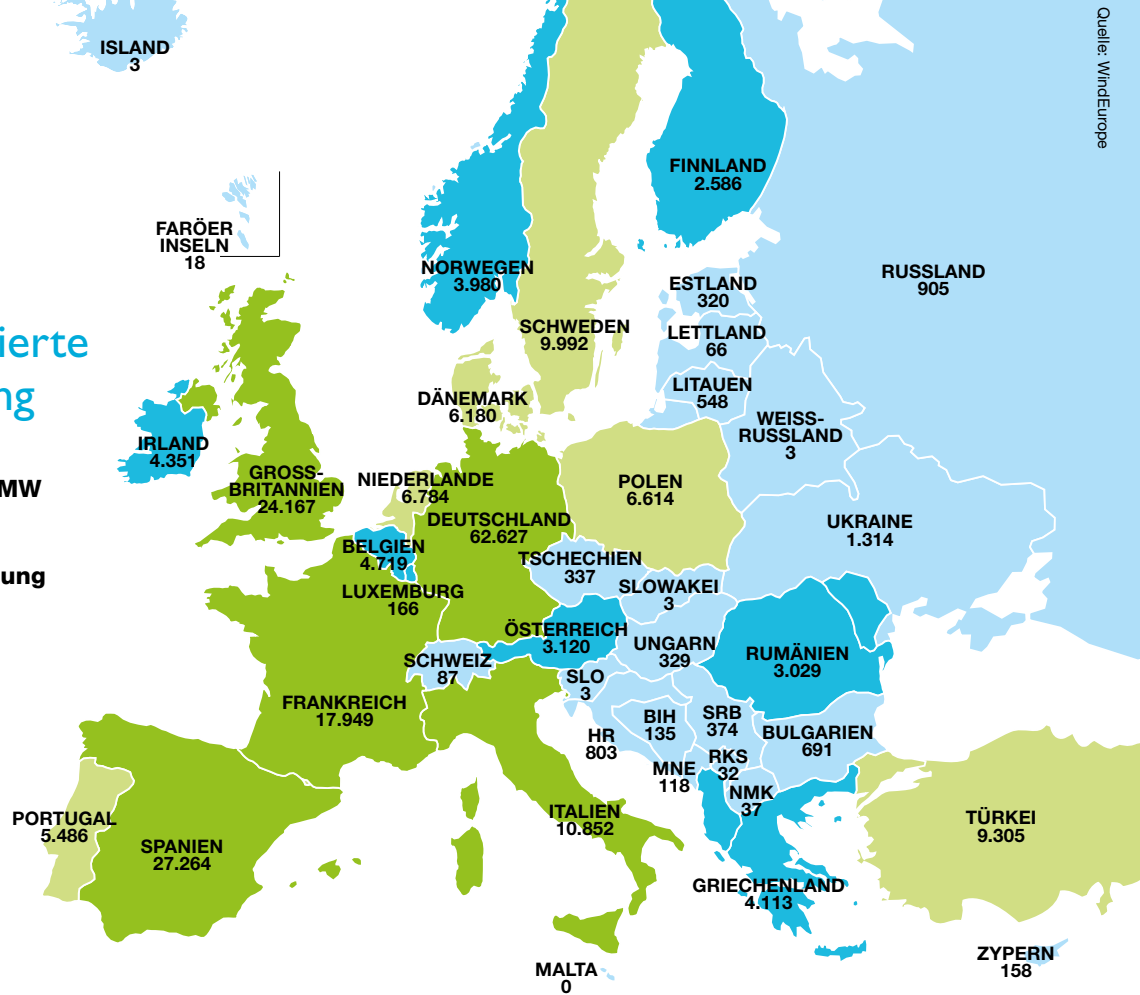 Quelle: WindEurope
ISLAND
3
FARÖER
INSELN
18
FINNLAND
2.586
NORWEGEN
3.980
RUSSLAND
905
ESTLAND
320
SCHWEDEN
9.992
LETTLAND
66
ierte
ng
LITAUEN
548
DÄNEMARK
6.180
WEISS-
RUSSLAND
3
IRLAND
4.351
GROSS-
BRITANNIEN
24.167
NIEDERLANDE
6.784
POLEN
6.614
MW
DEUTSCHLAND
62.627
UKRAINE
1.314
BELGIEN
4.719
TSCHECHIEN
337
ung
SLOWAKEI
3
LUXEMBURG
166
ÖSTERREICH
3.120
UNGARN
329
RUMÄNIEN
3.029
SCHWEIZ
87
SLO
3
FRANKREICH
17.949
BIH
135
SRB
374
HR
803
BULGARIEN
691
RKS
32
MNE
118
NMK
37
PORTUGAL
5.486
SPANIEN
27.264
ITALIEN
10.852
TÜRKEI
9.305
GRIECHENLAND
4.113
ZYPERN
158
MALTA
0